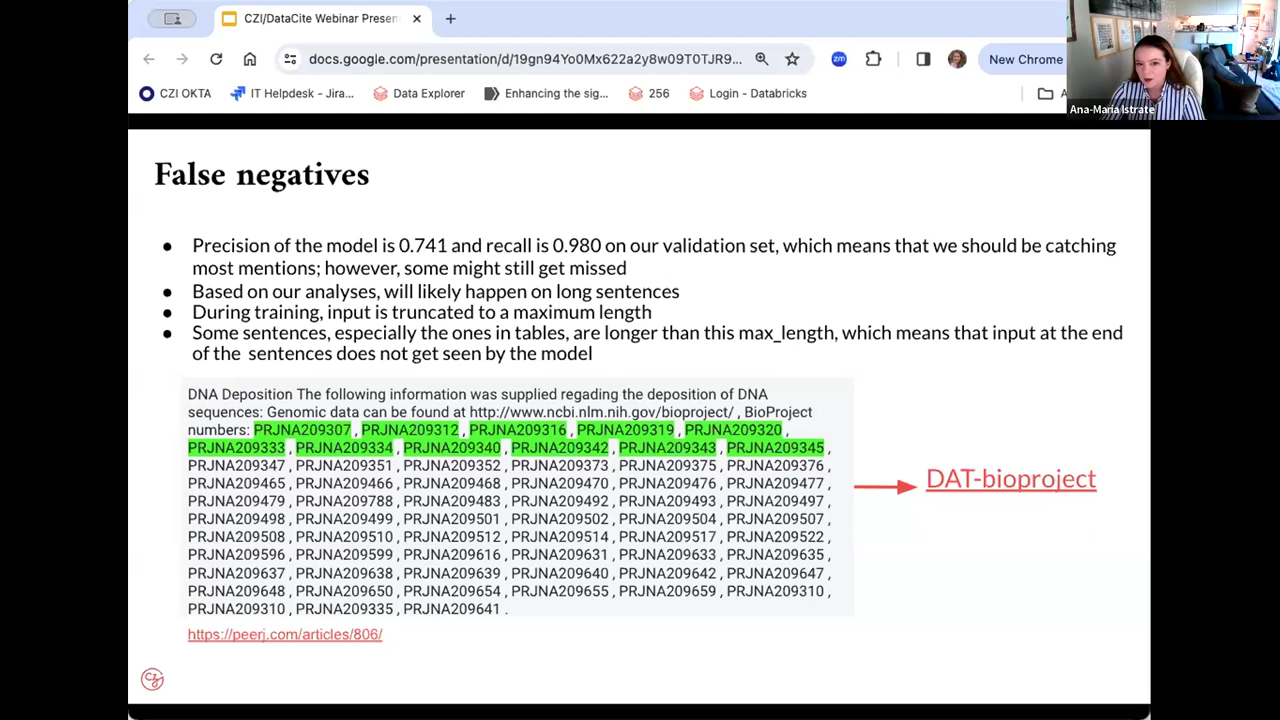 CZI/DataCite Webinar Presen
docs.google.com/presentation/d/19gn94Yo0Mx622a2y8w09T0TJR9...
New Chrome
CZI OKTA
IT Helpdesk - Jira...
Data Explorer
Enhancing the sig...
256
Login - Databricks
Ana-Maria Istrate
False negatives
● Precision of the model is 0.741 and recall is 0.980 on our validation set, which means that we should be catching
most mentions; however, some might still get missed
● Based on our analyses, will likely happen on long sentences
● During training, input is truncated to a maximum length
● Some sentences, especially the ones in tables, are longer than this max_length, which means that input at the end
of the sentences does not get seen by the model
DNA Deposition The following information was supplied regading the deposition of DNA
sequences: Genomic data can be found at http://www.ncbi.nlm.nih.gov/bioproject/ , BioProject
numbers: PRJNA209307 , PRJNA209312 , PRJNA209316 , PRJNA209319 , PRJNA209320 ,
PRJNA209333 , PRJNA209334 , PRJNA209340 , PRJNA209342 , PRJNA209343 , PRJNA209345 ,
PRJNA209347 , PRJNA209351 , PRJNA209352 , PRJNA209373 , PRJNA209375 , PRJNA209376 ,
PRJNA209465 , PRJNA209466 , PRJNA209468 , PRJNA209470 , PRJNA209476 , PRJNA209477 ,
PRJNA209479 , PRJNA209788 , PRJNA209483 , PRJNA209492 , PRJNA209493 , PRJNA209497 ,
PRJNA209498 , PRJNA209499 , PRJNA209501 , PRJNA209502 , PRJNA209504 , PRJNA209507 ,
PRJNA209508 , PRJNA209510 , PRJNA209512 , PRJNA209514 , PRJNA209517 , PRJNA209522 ,
PRJNA209596 , PRJNA209599 , PRJNA209616 , PRJNA209631 , PRJNA209633 , PRJNA209635 ,
PRJNA209637 , PRJNA209638 , PRJNA209639 , PRJNA209640 , PRJNA209642 , PRJNA209647 ,
PRJNA209648 , PRJNA209650 , PRJNA209654 , PRJNA209655 , PRJNA209659 , PRJNA209310 ,
PRJNA209310 , PRJNA209335 , PRJNA209641 .
DAT-bioproject
https://peerj.com/articles/806/